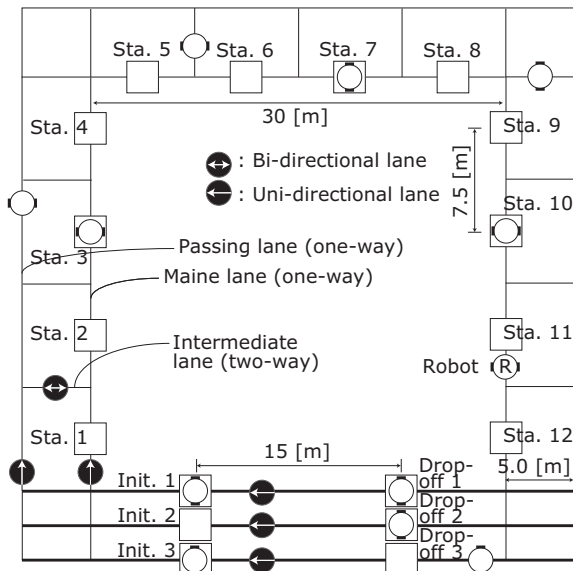 Sta. 5
Sta. 6
Sta. 7
Sta. 8
Sta. 4
30 [m]
Sta. 9
7.5 [m]
: Bi-directional lane
: Uni-directional lane
Sta. 10
Sta. 3
Passing lane (one-way)
Maine lane (one-way)
Sta. 2
Intermediate
lane (two-way)
Sta. 11
Robot
R
Sta. 1
Sta. 12
15 [m]
5.0 [m]
Init. 1
Drop-
off 1
Init. 2
Drop-
off 2
Init. 3
Drop-
off 3